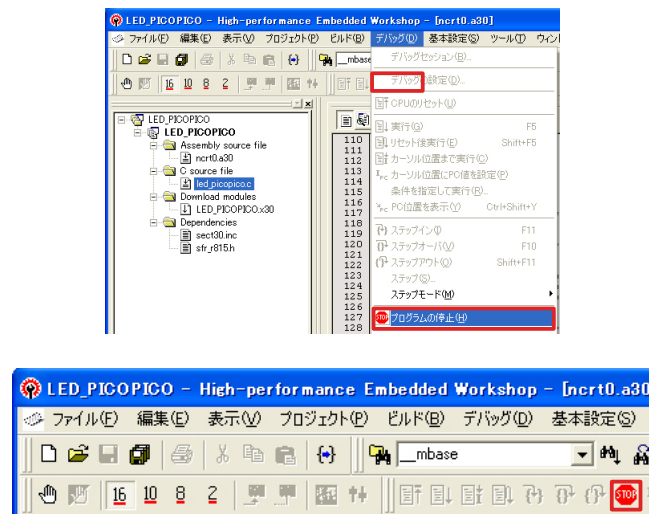 LED_PICOPICO - High-performance Embedded Workshop - [ncrt0.a30]
ファイル(F) 編集(E) 表示(V) プロジェクト(P) ビルド(B) デバッグ(D) 基本設定(S) ツール(T) ウィン
__mbase
16 10 8 2
デバッグセッション(B)...
デバッグの設定(D)...
CPUのリセット(U)
実行(G) F5
リセット後実行(E) Shift+F5
カーソル位置まで実行(C)
カーソル位置にPC値を設定(P)
条件を指定して実行(R)...
PC位置を表示(Y) Ctrl+Shift+Y
ステップイン(I) F11
ステップオーバ(V) F10
ステップアウト(O) Shift+F11
ステップ(S)...
ステップモード(M)
STOP プログラムの停止(H)
LED_PICOPICO
LED_PICOPICO
Assembly source file
ncrt0.a30
C source file
led_picopico.c
Download modules
LED_PICOPICO.x30
Dependencies
sect30.inc
sfr_r815.h
110
111
112
113
114
115
116
117
118
119
120
121
122
123
124
125
126
127
128
LED_PICOPICO - High-performance Embedded Workshop - [ncrt0.a30
ファイル(F) 編集(E) 表示(V) プロジェクト(P) ビルド(B) デバッグ(D) 基本設定(S)
__mbase
16 10 8 2
STOP